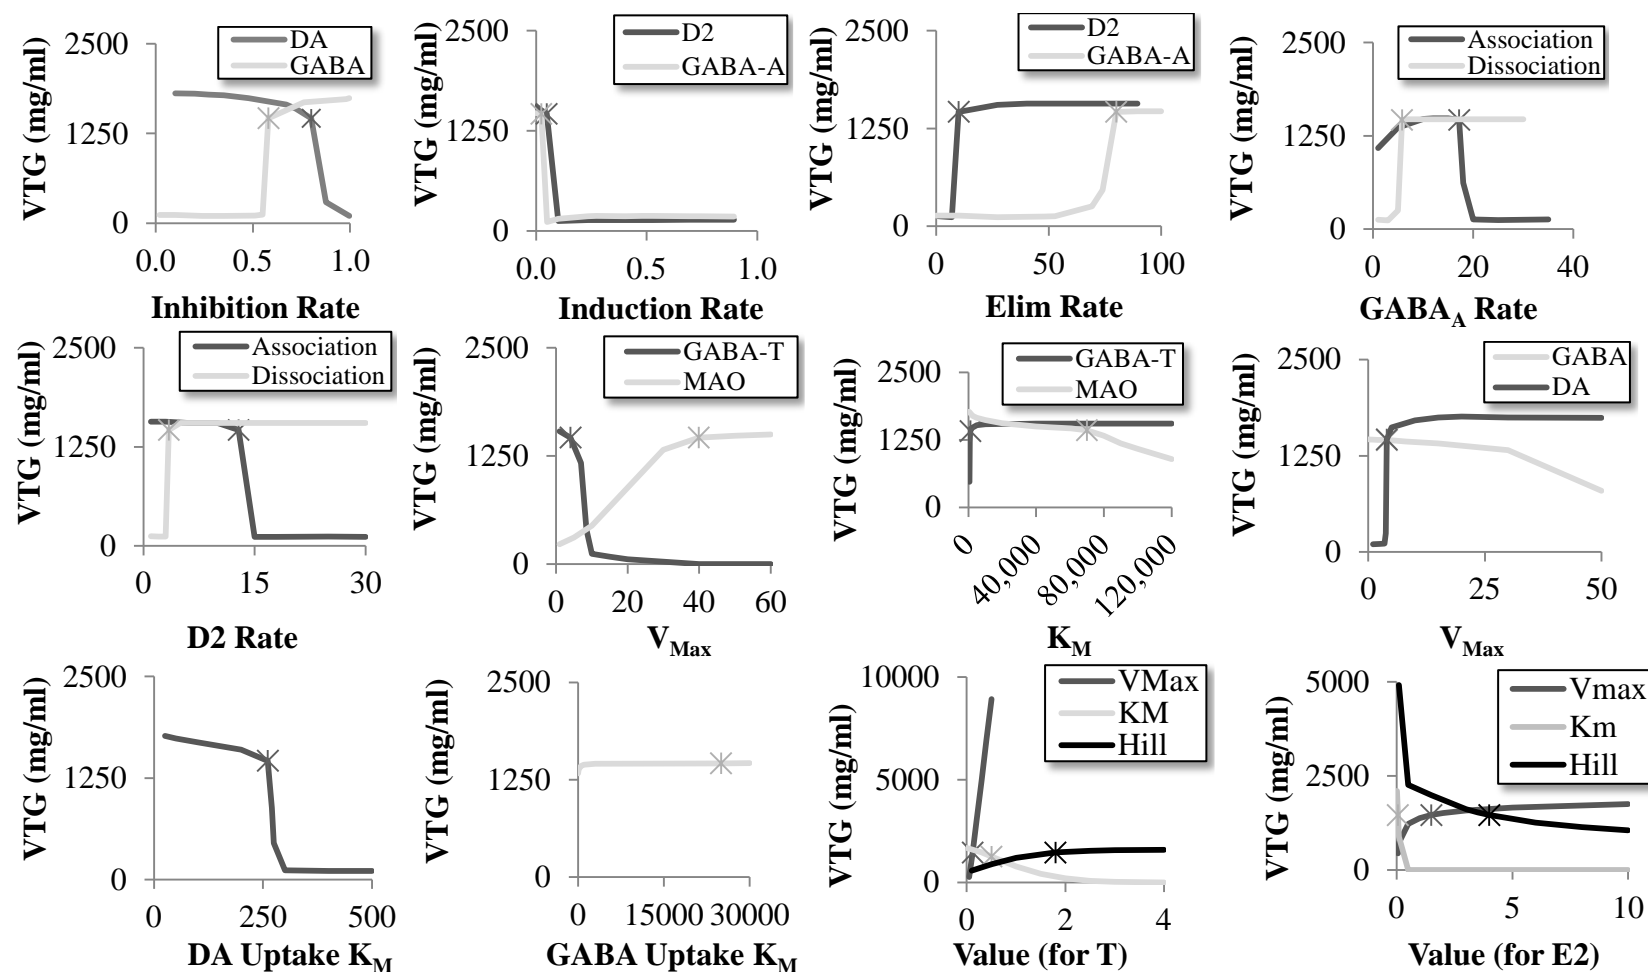 2500
1250
0
VTG (mg/ml)
DA
GABA
0.0
0.5
1.0
Inhibition Rate
2500
1250
0
VTG (mg/ml)
D2
GABA-A
0.0
0.5
1.0
Induction Rate
2500
1250
0
VTG (mg/ml)
D2
GABA-A
0
50
100
Elim Rate
2500
1250
0
VTG (mg/ml)
Association
Dissociation
0
20
40
GABA_A Rate
2500
1250
0
VTG (mg/ml)
Association
Dissociation
0
15
30
D2 Rate
2500
1250
0
VTG (mg/ml)
GABA-T
MAO
0
20
40
60
V_Max
2500
1250
0
VTG (mg/ml)
GABA-T
MAO
0
40,000
80,000
120,000
K_M
2500
1250
0
VTG (mg/ml)
GABA
DA
0
25
50
V_Max
2500
1250
0
VTG (mg/ml)
0
250
500
DA Uptake K_M
2500
1250
0
VTG (mg/ml)
0
15000
30000
GABA Uptake K_M
10000
5000
0
VTG (mg/ml)
VMax
KM
Hill
0
2
4
Value (for T)
5000
2500
0
VTG (mg/ml)
Vmax
Km
Hill
0
5
10
Value (for E2)